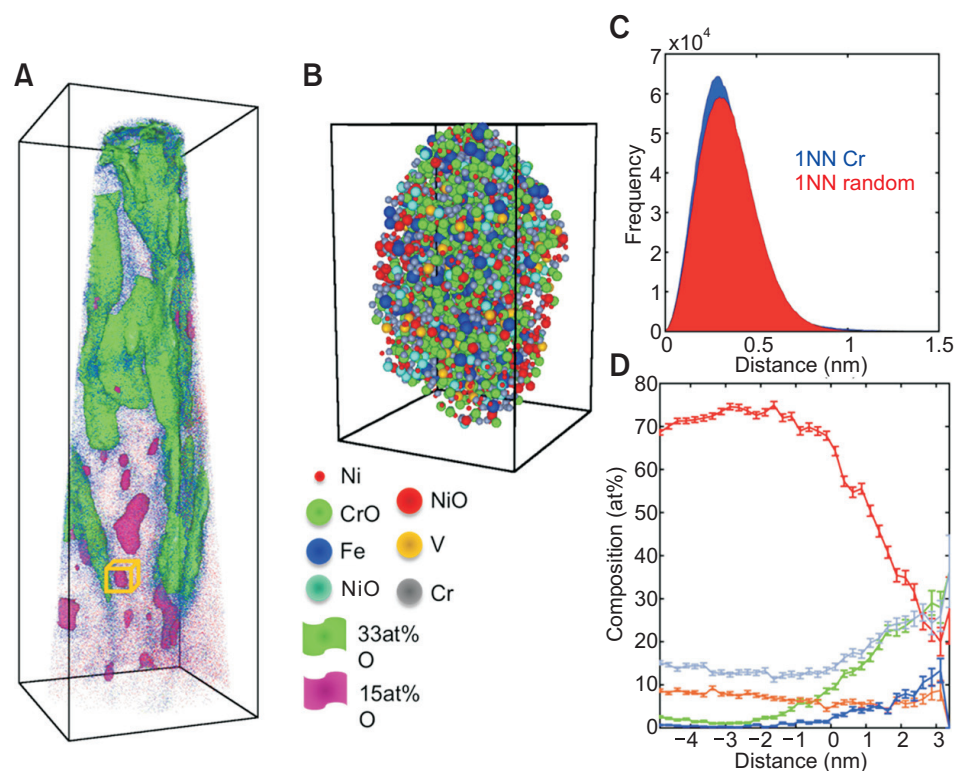 A
B
Ni
CrO
NiO
Fe
V
NiO
Cr
33at%
O
15at%
O
C
x10⁴
7
6
5
4
3
2
1
0
Frequency
1NN Cr
1NN random
0
0.5
1
1.5
Distance (nm)
D
80
70
60
50
40
30
20
10
0
Composition (at%)
−4
−3
−2
−1
0
1
2
3
Distance (nm)